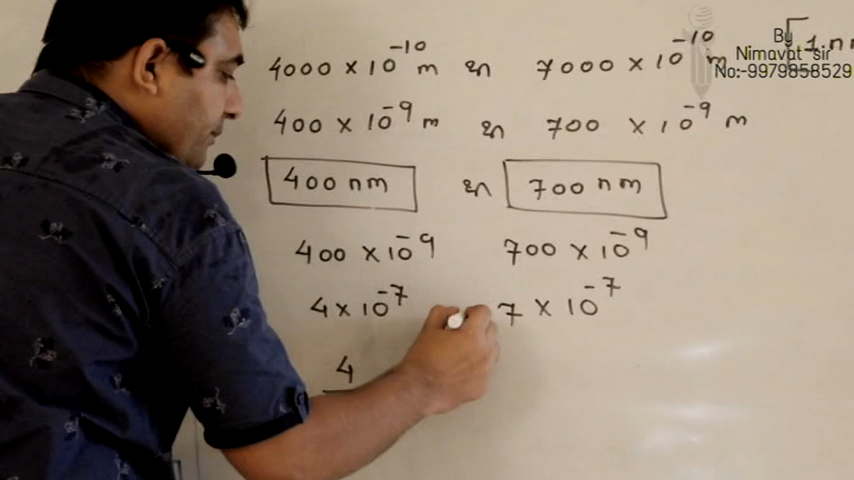 4000 × 10⁻¹⁰ m થી 7000 × 10⁻¹⁰ m
By
Nimavat sir
No:-9979858529
400 × 10⁻⁹ m થી 700 × 10⁻⁹ m
400 nm થી 700 nm
400 × 10⁻⁹ 700 × 10⁻⁹
4 × 10⁻⁷ 7 × 10⁻⁷
4